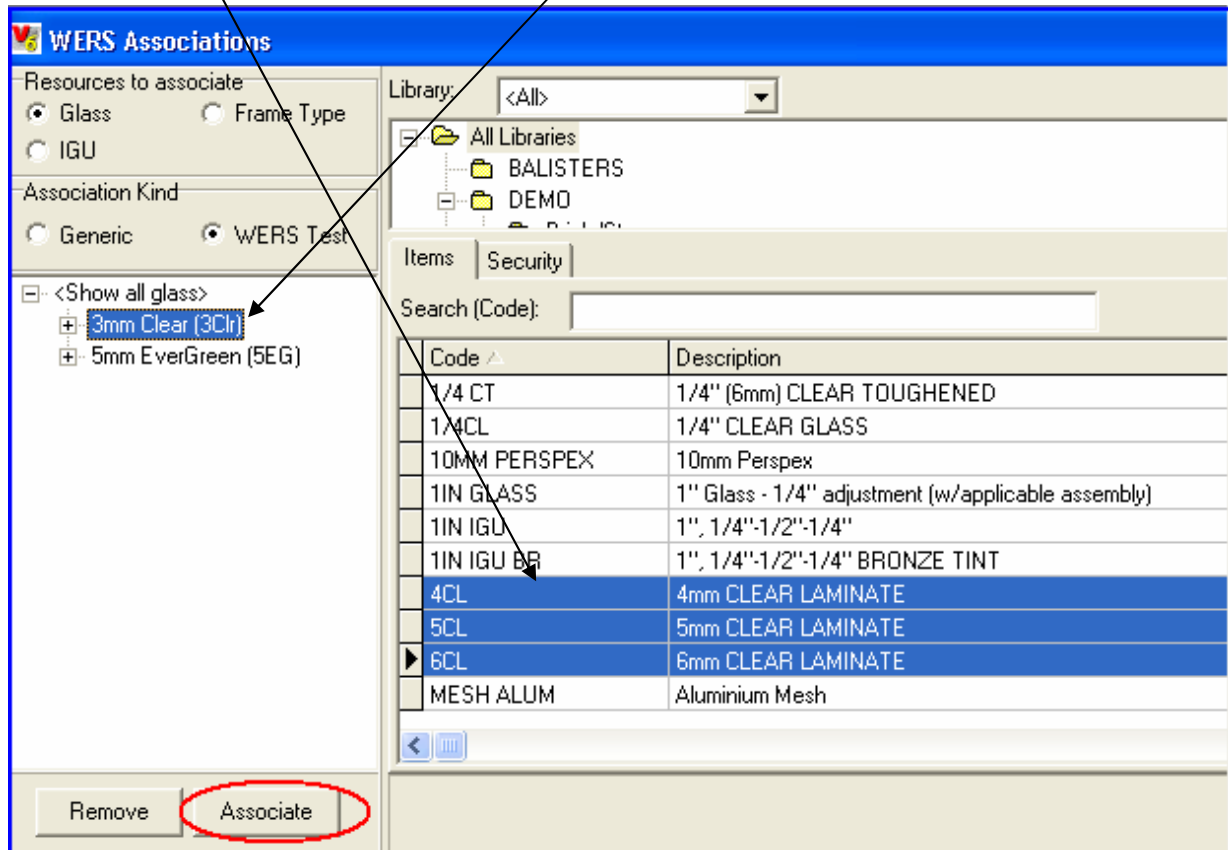 WERS Associations
Resources to associate
Glass Frame Type
IGU
Association Kind
Generic WERS Test
<Show all glass>
3mm Clear (3Clr)
5mm EverGreen (5EG)
Remove Associate
Library: <All>
All Libraries
BALISTERS
DEMO
Items Security
Search (Code):
Code Description
1/4 CT 1/4" (6mm) CLEAR TOUGHENED
1/4CL 1/4" CLEAR GLASS
10MM PERSPEX 10mm Perspex
1IN GLASS 1" Glass - 1/4" adjustment (w/applicable assembly)
1IN IGU 1", 1/4"-1/2"-1/4"
1IN IGU BR 1", 1/4"-1/2"-1/4" BRONZE TINT
4CL 4mm CLEAR LAMINATE
5CL 5mm CLEAR LAMINATE
6CL 6mm CLEAR LAMINATE
MESH ALUM Aluminium Mesh